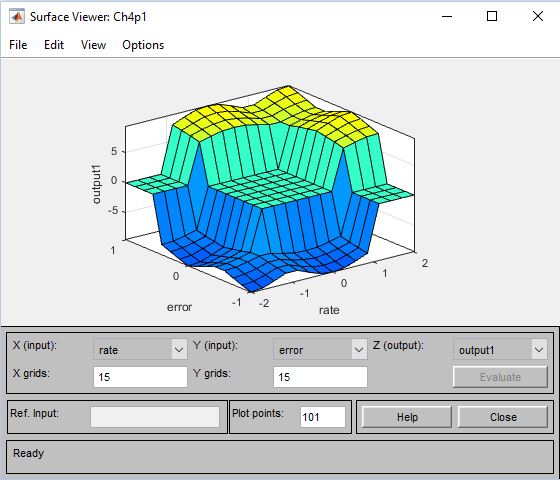 Surface Viewer: Ch4p1
File Edit View Options
5
0
-5
output1
1
0
-1
error
-2
-1
0
1
2
rate
X (input): rate Y (input): error Z (output): output1
X grids: 15 Y grids: 15 Evaluate
Ref. Input: Plot points: 101 Help Close
Ready